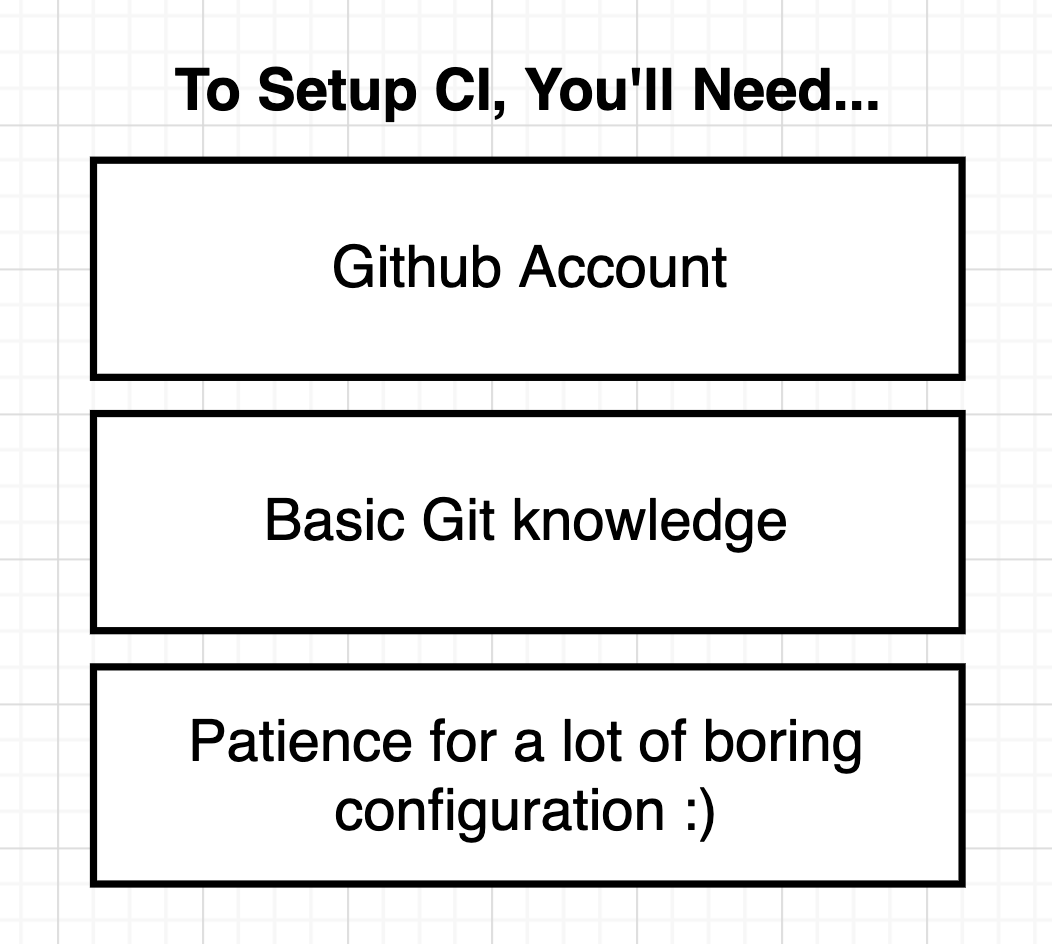 To Setup CI, You'll Need...
Github Account
Basic Git knowledge
Patience for a lot of boring
configuration :)